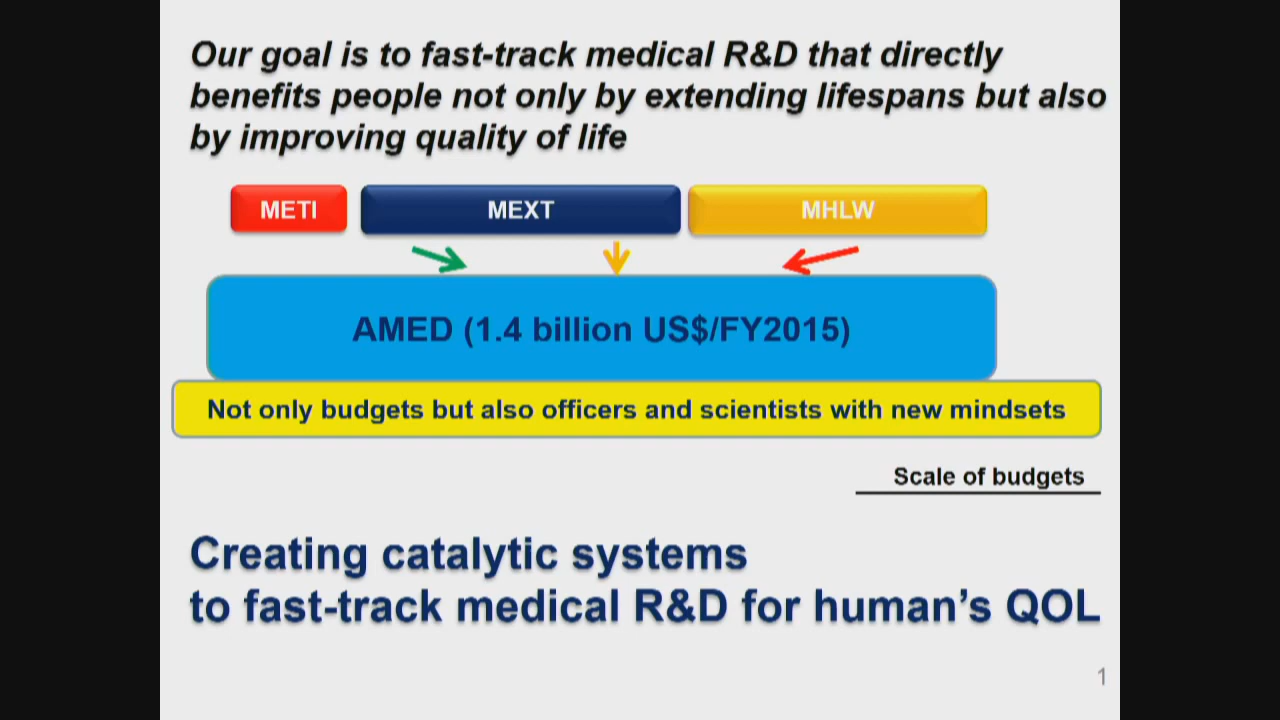 Our goal is to fast-track medical R&D that directly
benefits people not only by extending lifespans but also
by improving quality of life
METI
MEXT
MHLW
AMED (1.4 billion US$/FY2015)
Not only budgets but also officers and scientists with new mindsets
Scale of budgets
Creating catalytic systems
to fast-track medical R&D for human’s QOL
1